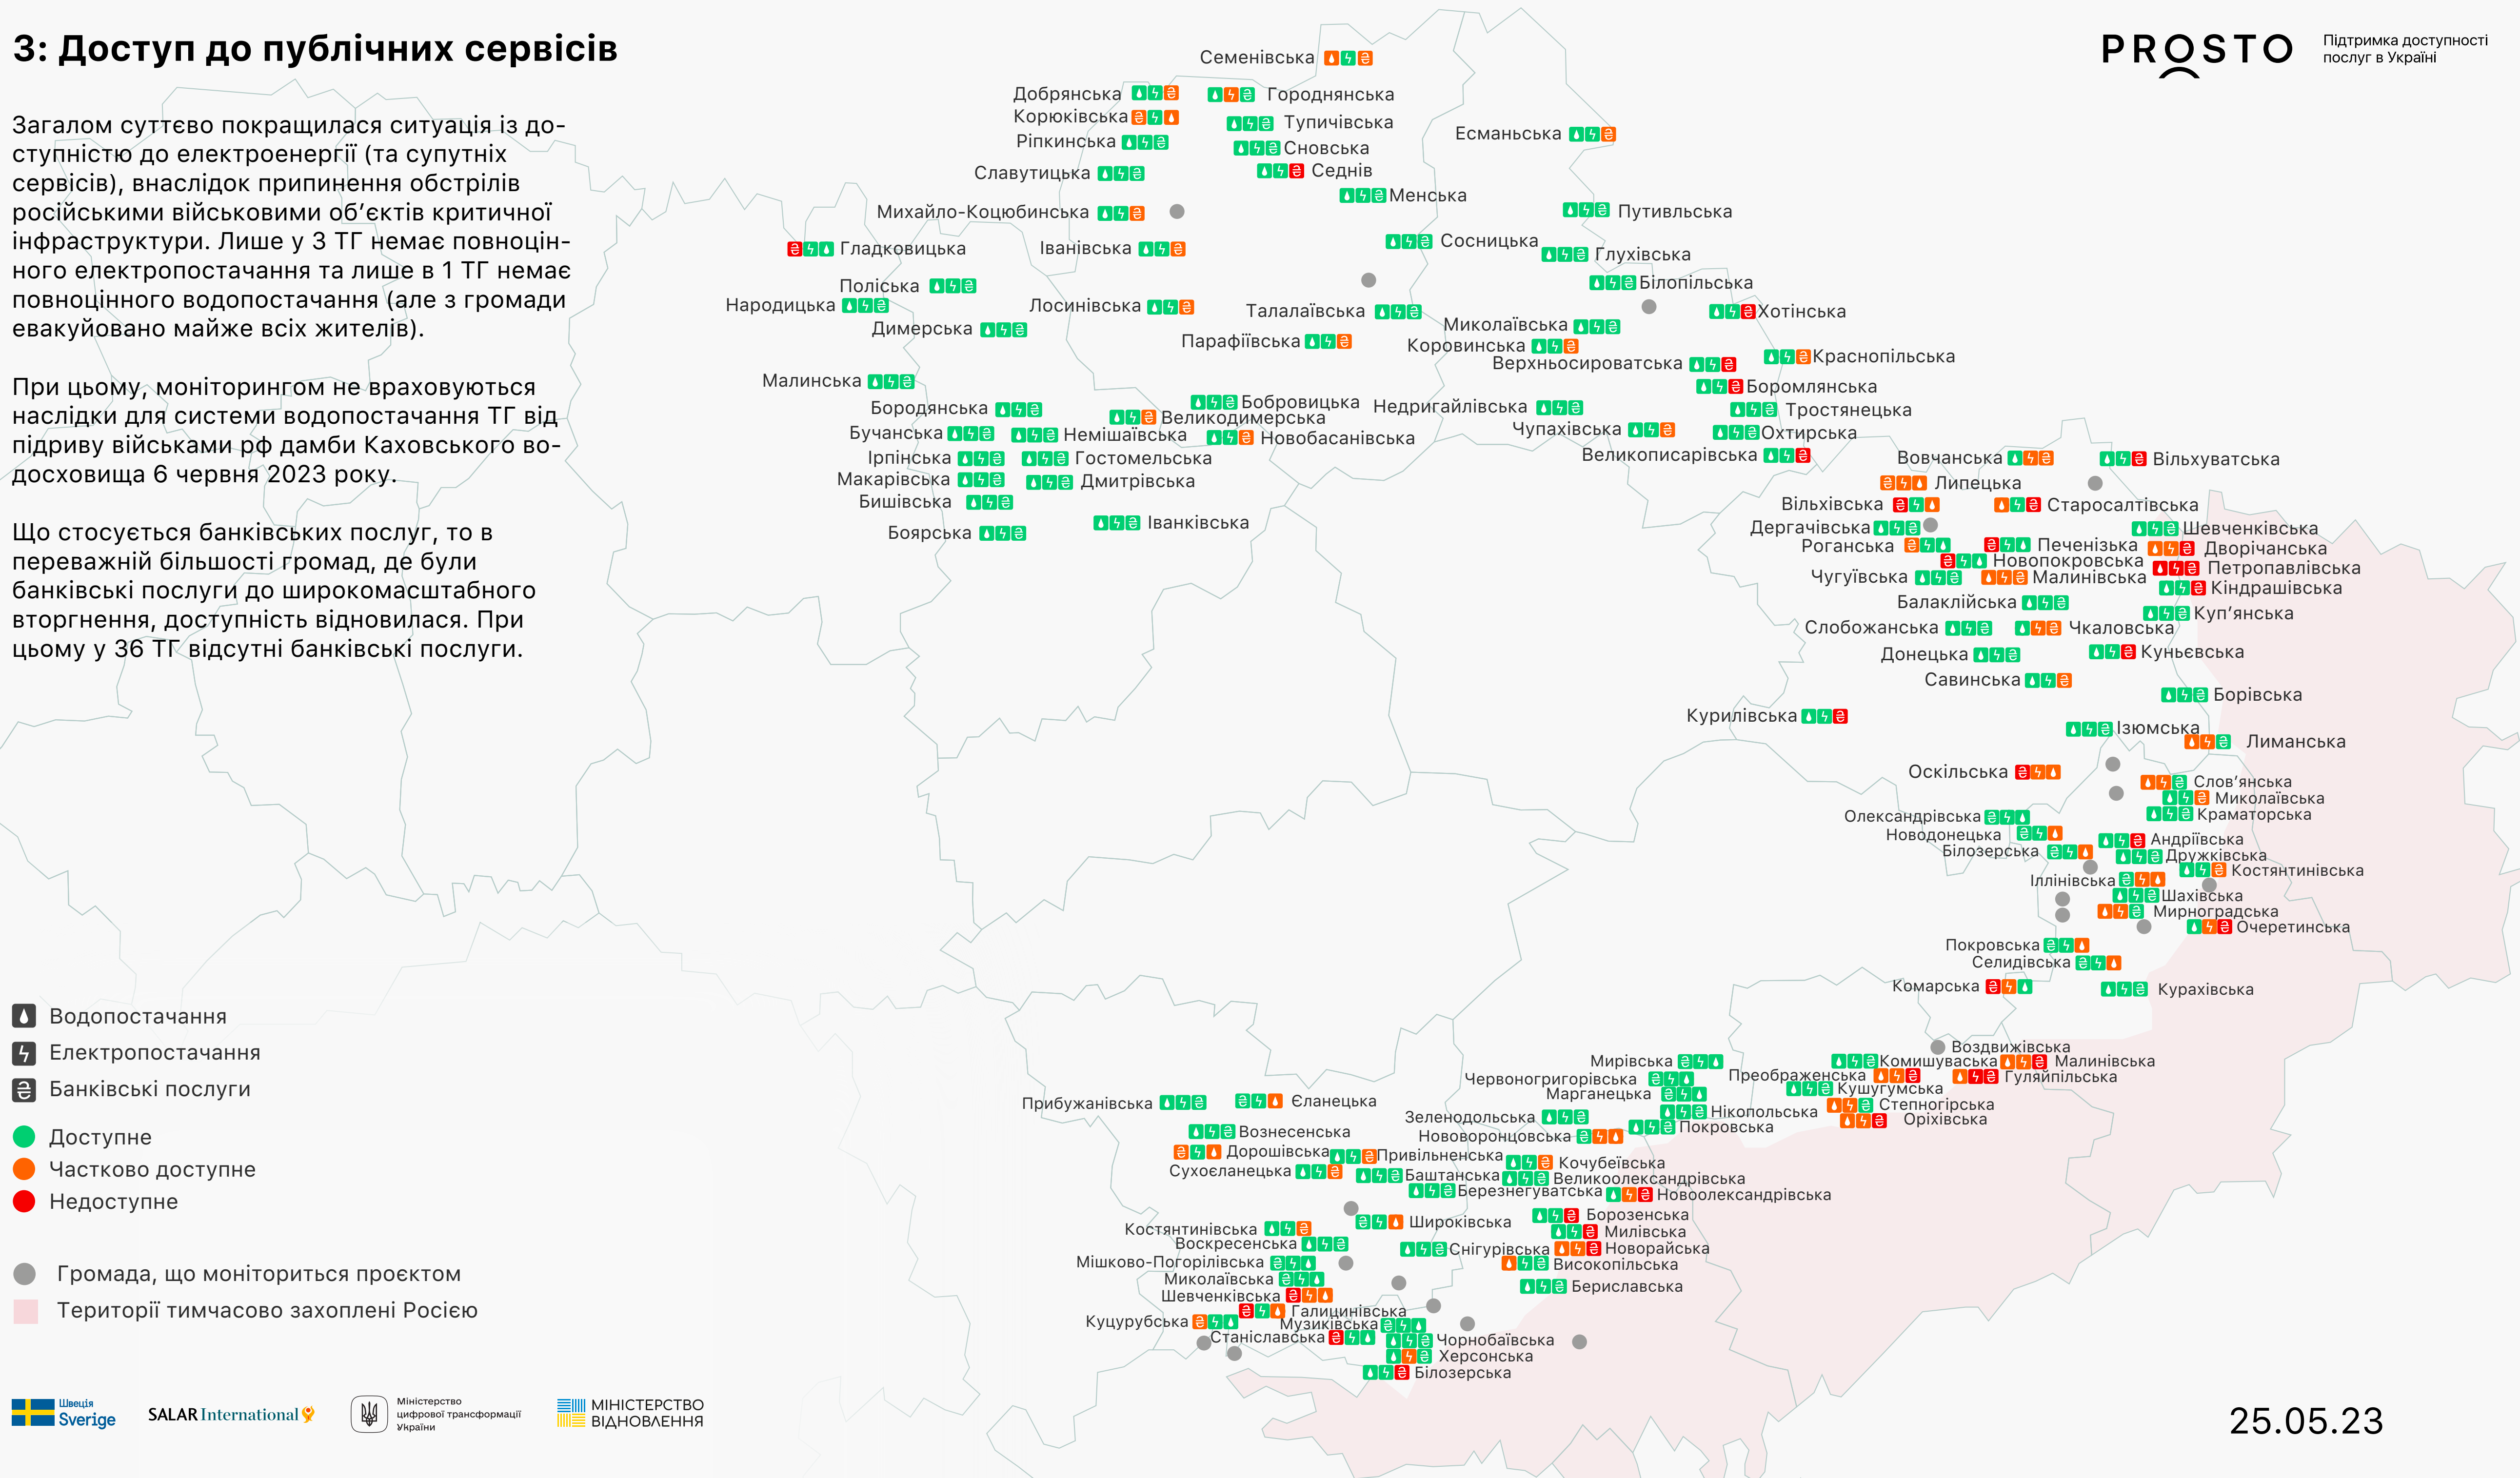 3: Доступ до публічних сервісів
PROSTO
Підтримка доступності
послуг в Україні
Загалом суттєво покращилася ситуація із до-
ступністю до електроенергії (та супутніх
сервісів), внаслідок припинення обстрілів
російськими військовими об’єктів критичної
інфраструктури. Лише у 3 ТГ немає повноцін-
ного електропостачання та лише в 1 ТГ немає
повноцінного водопостачання (але з громади
евакуйовано майже всіх жителів).
При цьому, моніторингом не враховуються
наслідки для системи водопостачання ТГ від
підриву військами рф дамби Каховського во-
досховища 6 червня 2023 року.
Що стосується банківських послуг, то в
переважній більшості громад, де були
банківські послуги до широкомасштабного
вторгнення, доступність відновилася. При
цьому у 36 ТГ відсутні банківські послуги.
Семенівська
Добрянська
Городнянська
Корюківська
Тупичівська
Есманьська
Ріпкинська
Сновська
Славутицька
Седнів
Менська
Михайло-Коцюбинська
Путивльська
Гладковицька
Іванівська
Сосницька
Глухівська
Поліська
Білопільська
Народицька
Лосинівська
Талалаївська
Хотінська
Димерська
Миколаївська
Парафіївська
Коровинська
Верхньосироватська
Краснопільська
Малинська
Боромлянська
Бородянська
Бобровицька
Недригайлівська
Тростянецька
Великодимерська
Бучанська
Немішаївська
Новобасанівська
Чупахівська
Охтирська
Ірпінська
Гостомельська
Великописарівська
Вовчанська
Вільхуватська
Макарівська
Дмитрівська
Липецька
Бишівська
Вільхівська
Старосалтівська
Боярська
Іванківська
Дергачівська
Шевченківська
Роганська
Печенізька
Дворічанська
Новопокровська
Петропавлівська
Чугуївська
Малинівська
Кіндрашівська
Балаклійська
Куп’янська
Слобожанська
Чкаловська
Донецька
Куньєвська
Савинська
Борівська
Курилівська
Ізюмська
Лиманська
Оскільська
Слов’янська
Миколаївська
Олександрівська
Краматорська
Новодонецька
Андріївська
Білозерська
Дружківська
Костянтинівська
Іллінівська
Шахівська
Мирноградська
Очеретинська
Покровська
Селидівська
Комарська
Курахівська
Водопостачання
Електропостачання
Банківські послуги
Доступне
Частково доступне
Недоступне
Громада, що моніториться проєктом
Території тимчасово захоплені Росією
Воздвижівська
Мирівська
Комишуваська
Малинівська
Червоногригорівська
Преображенська
Гуляйпільська
Марганецька
Кушугумська
Прибужанівська
Єланецька
Зеленодольська
Нікопольська
Степногірська
Оріхівська
Вознесенська
Нововоронцовська
Покровська
Дорошівська
Привільненська
Кочубеївська
Сухоєланецька
Баштанська
Великоолександрівська
Березнегуватська
Новоолександрівська
Костянтинівська
Широківська
Борозенська
Милівська
Воскресенська
Снігурівська
Новорайська
Мішково-Погорілівська
Високопільська
Миколаївська
Бериславська
Шевченківська
Галицинівська
Куцурубська
Музиківська
Станіславська
Чорнобаївська
Херсонська
Білозерська
Швеція
Sverige
SALAR International
Міністерство
цифрової трансформації
України
МІНІСТЕРСТВО
ВІДНОВЛЕННЯ
25.05.23